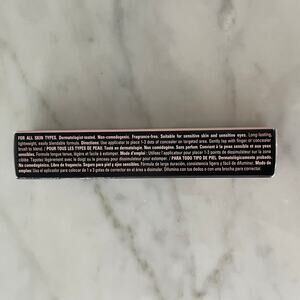 FOR ALL SKIN TYPES. Dermatologist-tested. Non-comedogenic. Fragrance-free. Suitable for sensitive skin and sensitive eyes. Long-lasting
lightweight, easily blendable formula. Directions: Use applicator to place 1-3 dots of concealer on targeted area. Gently tap with finger or concealer
brush to blend. / POUR TOUS LES TYPES DE PEAU. Testé en dermatologie. Non comédogène. Sans parfum. Convient à la peau sensible et aux yeux
sensibles. Formule longue tenue, légère et facile à estomper. Mode d'emploi : Utilisez l'applicateur pour placer 1-3 points de dissimulateur sur la zone
ciblée. Tapotez légèrement avec le doigt ou le pinceau pour dissimulateur pour estomper. / PARA TODO TIPO DE PIEL. Dermatológicamente probado.
No comedogénico. Libre de fragancia. Seguro para piel y ojos sensibles. Fórmula de larga duración, consistencia ligera y fácil de difuminar. Modo de
empleo: Usa el aplicador para colocar de 1 a 3 gotas de corrector en el área a disimular. Difumina con tus dedos o con una brocha para corrector.